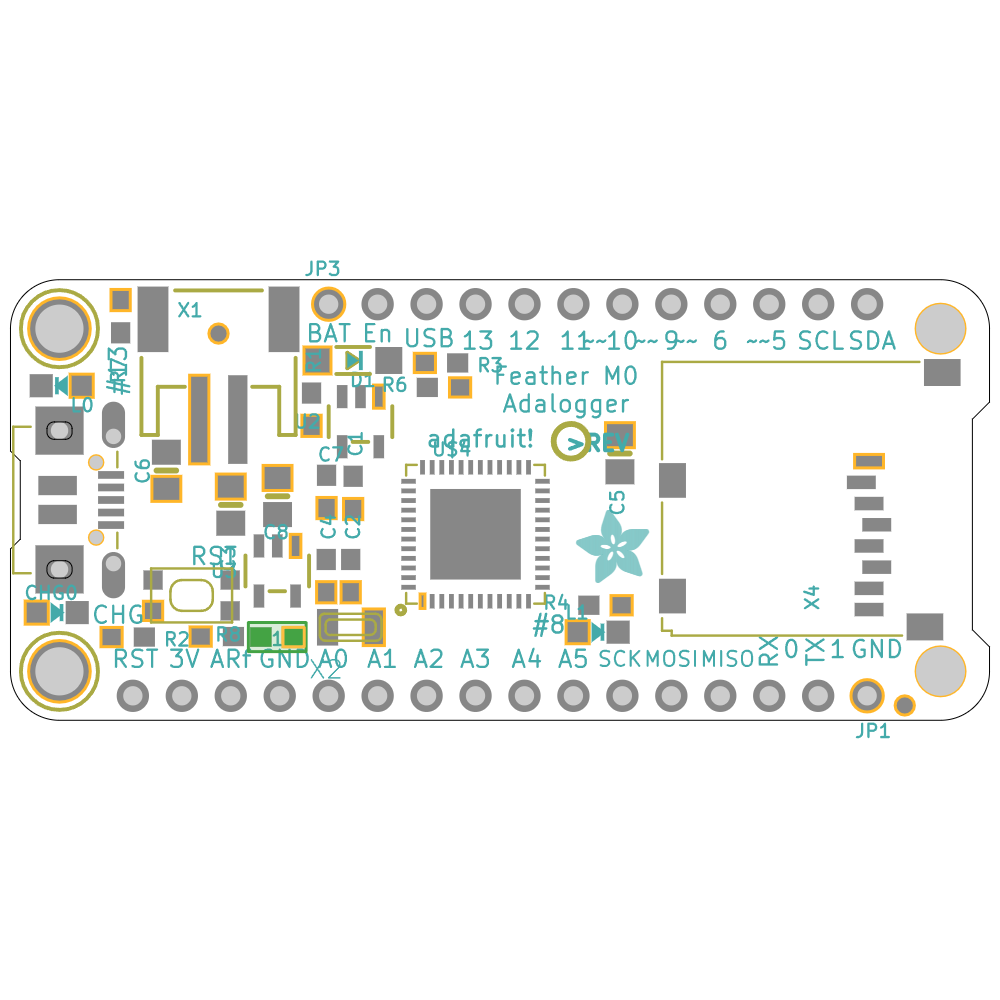 JP3
X1
BAT En USB 13 12 11~~10~~9~~ 6 ~~5 SCL SDA
D1 R6 R3
Feather M0
Adalogger
L0
U2
adafruit! > REV
C7 C1 U$4
C6
C5
C4 C2
C8
RST
CHG0
CHG
X4
R4 L1
#8
R2
RST 3V ARf GND A0 A1 A2 A3 A4 A5 SCK MOSI MISO RX 0 TX 1 GND
X2
JP1